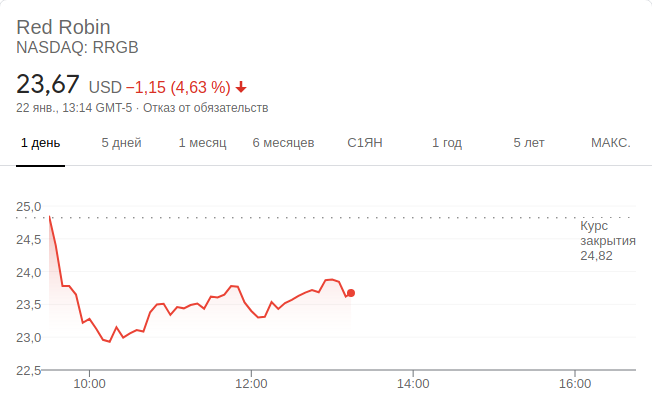 Red Robin
NASDAQ: RRGB
23,67 USD −1,15 (4,63 %)
22 янв., 13:14 GMT-5 · Отказ от обязательств
1 день 5 дней 1 месяц 6 месяцев С1ЯН 1 год 5 лет МАКС.
25,0
Курс
закрытия
24,82
24,5
24,0
23,5
23,0
22,5
10:00 12:00 14:00 16:00